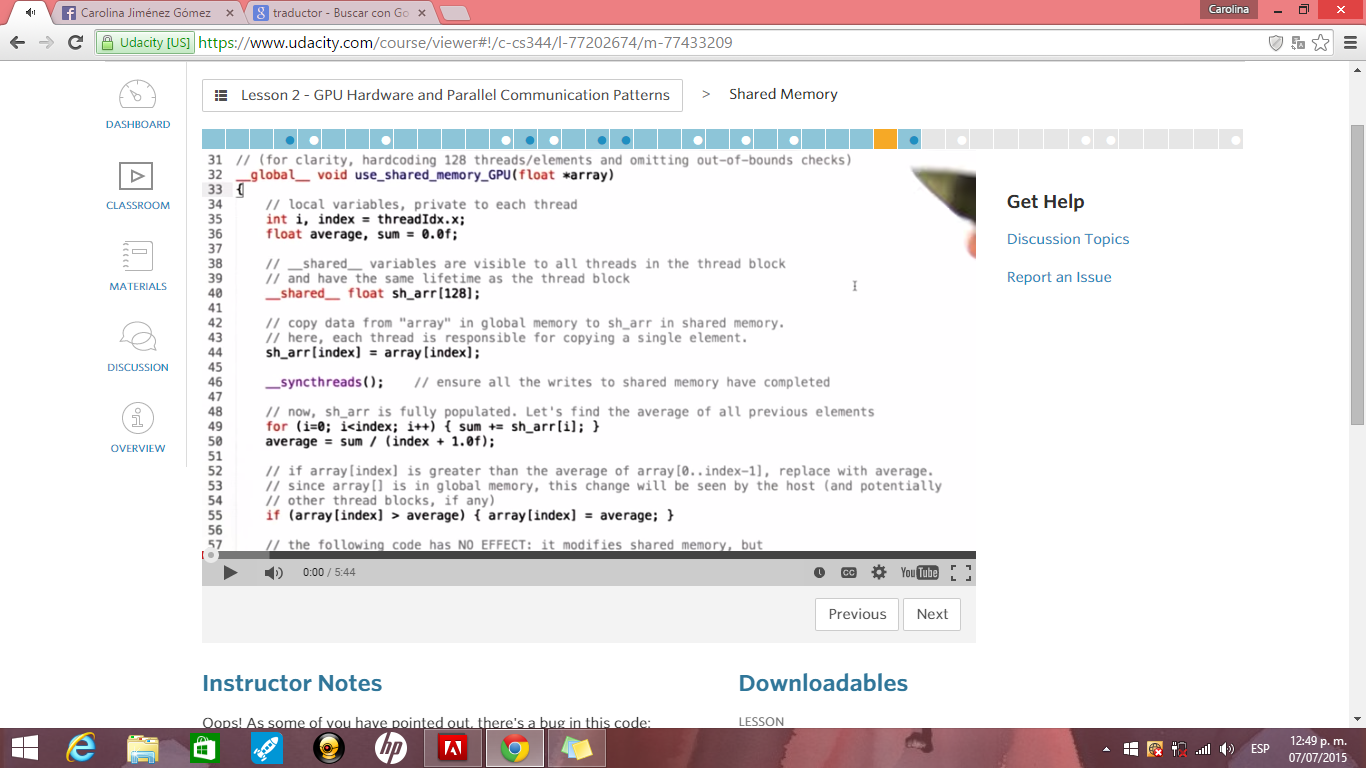 Carolina Jiménez Gómez
traductor - Buscar con Go
Carolina
Udacity [US] https://www.udacity.com/course/viewer#!/c-cs344/l-77202674/m-77433209
DASHBOARD
CLASSROOM
MATERIALS
DISCUSSION
OVERVIEW
Lesson 2 - GPU Hardware and Parallel Communication Patterns > Shared Memory
31 // (for clarity, hardcoding 128 threads/elements and omitting out-of-bounds checks)
32 __global__ void use_shared_memory_GPU(float *array)
33 {
34 // local variables, private to each thread
35 int i, index = threadIdx.x;
36 float average, sum = 0.0f;
37
38 // __shared__ variables are visible to all threads in the thread block
39 // and have the same lifetime as the thread block
40 __shared__ float sh_arr[128];
41
42 // copy data from "array" in global memory to sh_arr in shared memory.
43 // here, each thread is responsible for copying a single element.
44 sh_arr[index] = array[index];
45
46 __syncthreads(); // ensure all the writes to shared memory have completed
47
48 // now, sh_arr is fully populated. Let's find the average of all previous elements
49 for (i=0; i<index; i++) { sum += sh_arr[i]; }
50 average = sum / (index + 1.0f);
51
52 // if array[index] is greater than the average of array[0..index-1], replace with average.
53 // since array[] is in global memory, this change will be seen by the host (and potentially
54 // other thread blocks, if any)
55 if (array[index] > average) { array[index] = average; }
56
57 // the following code has NO EFFECT: it modifies shared memory, but
0:00 / 5:44
CC
YouTube
Previous
Next
Get Help
Discussion Topics
Report an Issue
Instructor Notes
Oops! As some of you have pointed out, there's a bug in this code:
Downloadables
LESSON
hp
ESP
12:49 p. m.
07/07/2015